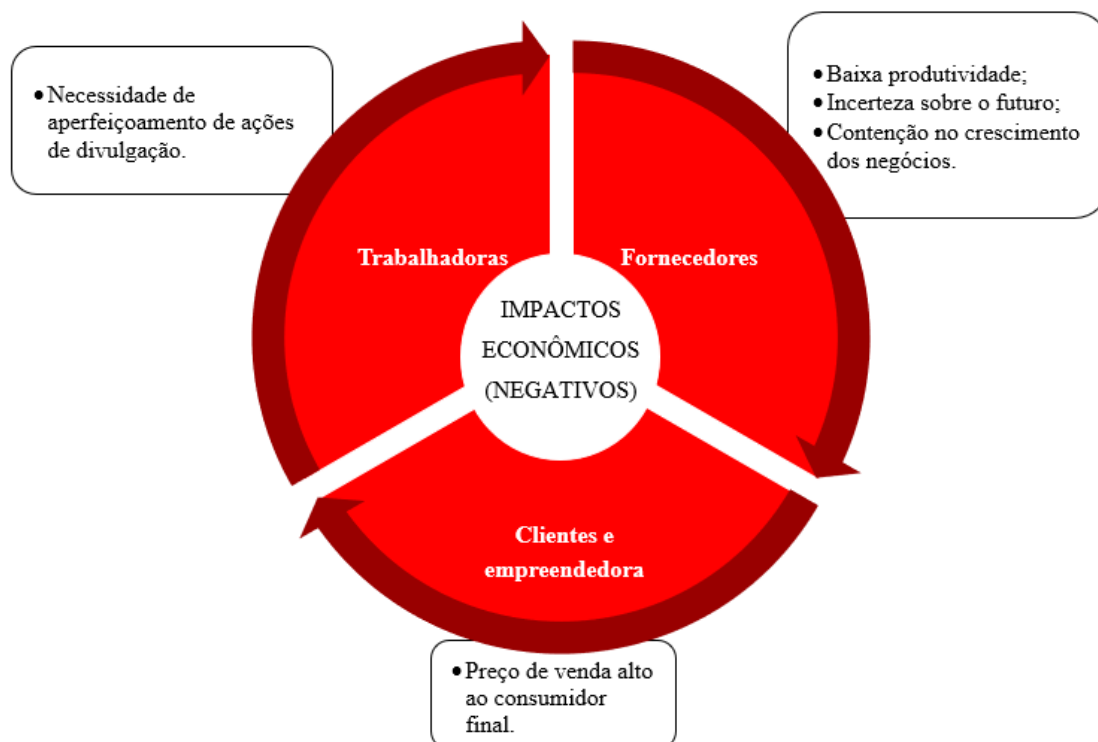 • Necessidade de
aperfeiçoamento de ações
de divulgação.
• Baixa produtividade;
• Incerteza sobre o futuro;
• Contenção no crescimento
dos negócios.
Trabalhadoras
Fornecedores
IMPACTOS
ECONÔMICOS
(NEGATIVOS)
Clientes e
empreendedora
• Preço de venda alto
ao consumidor
final.